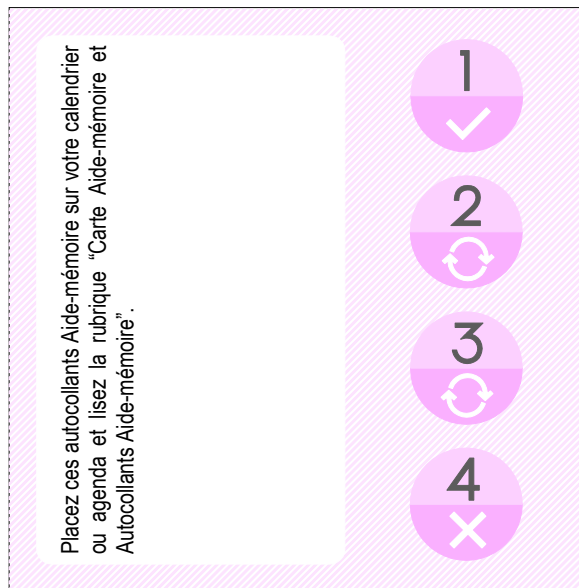 Placez ces autocollants Aide-mémoire sur votre calendrier
ou agenda et lisez la rubrique “Carte Aide-mémoire et
Autocollants Aide-mémoire”.
1
2
3
4